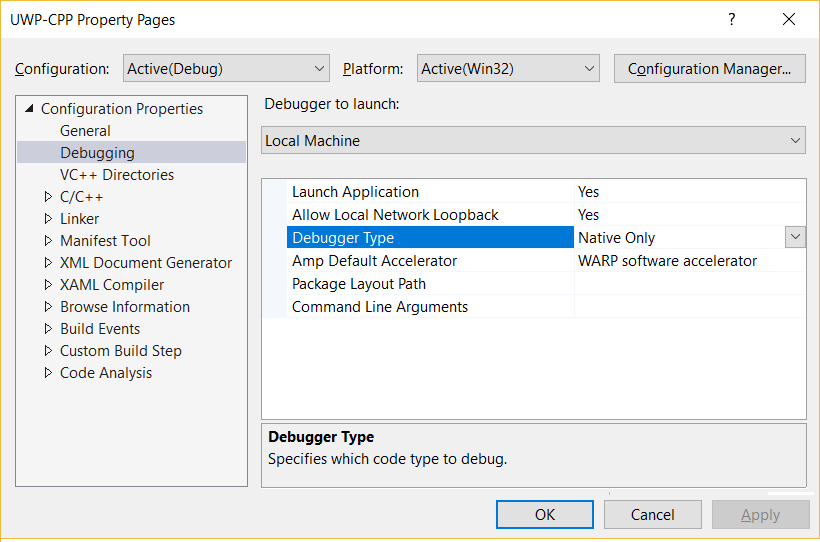 UWP-CPP Property Pages
?
Configuration: Active(Debug) Platform: Active(Win32) Configuration Manager...
Configuration Properties
General
Debugging
VC++ Directories
C/C++
Linker
Manifest Tool
XML Document Generator
XAML Compiler
Browse Information
Build Events
Custom Build Step
Code Analysis
Debugger to launch:
Local Machine
Launch Application Yes
Allow Local Network Loopback Yes
Debugger Type Native Only
Amp Default Accelerator WARP software accelerator
Package Layout Path
Command Line Arguments
Debugger Type
Specifies which code type to debug.
OK Cancel Apply